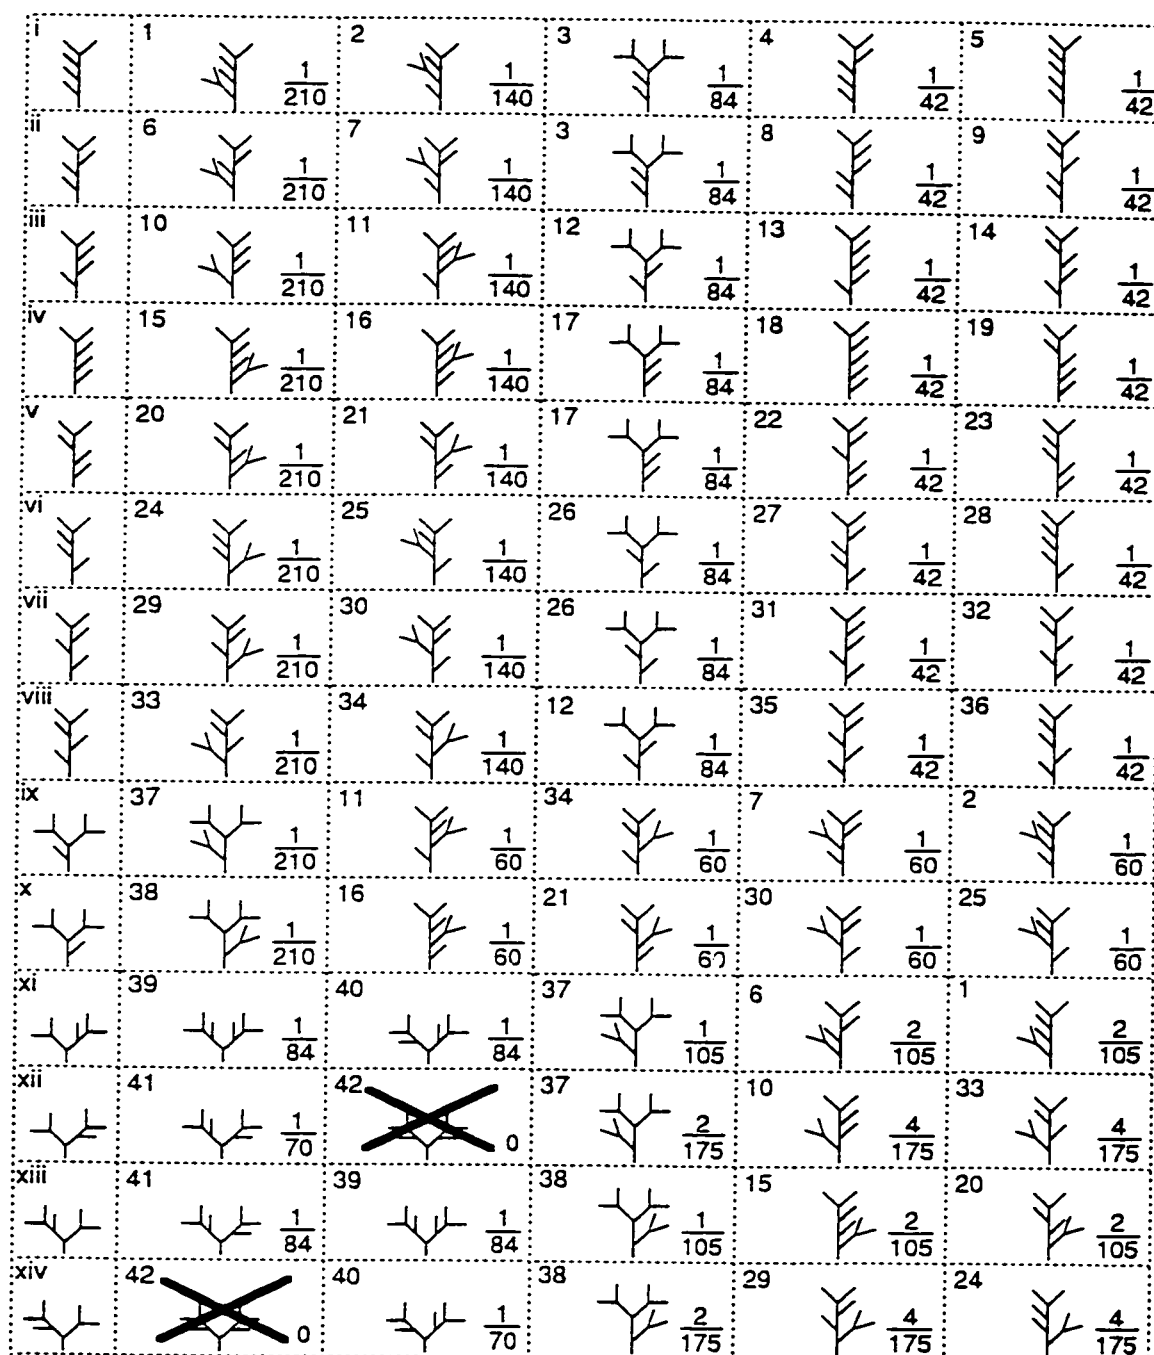 i 1 1/210 2 1/140 3 1/84 4 1/42 5 1/42
ii 6 1/210 7 1/140 3 1/84 8 1/42 9 1/42
iii 10 1/210 11 1/140 12 1/84 13 1/42 14 1/42
iv 15 1/210 16 1/140 17 1/84 18 1/42 19 1/42
v 20 1/210 21 1/140 17 1/84 22 1/42 23 1/42
vi 24 1/210 25 1/140 26 1/84 27 1/42 28 1/42
vii 29 1/210 30 1/140 26 1/84 31 1/42 32 1/42
viii 33 1/210 34 1/140 12 1/84 35 1/42 36 1/42
ix 37 1/210 11 1/60 34 1/60 7 1/60 2 1/60
x 38 1/210 16 1/60 21 1/60 30 1/60 25 1/60
xi 39 1/84 40 1/84 37 1/105 6 2/105 1 2/105
xii 41 1/70 42 0 37 2/175 10 4/175 33 4/175
xiii 41 1/84 39 1/84 38 1/105 15 2/105 20 2/105
xiv 42 0 40 1/70 38 2/175 29 4/175 24 4/175